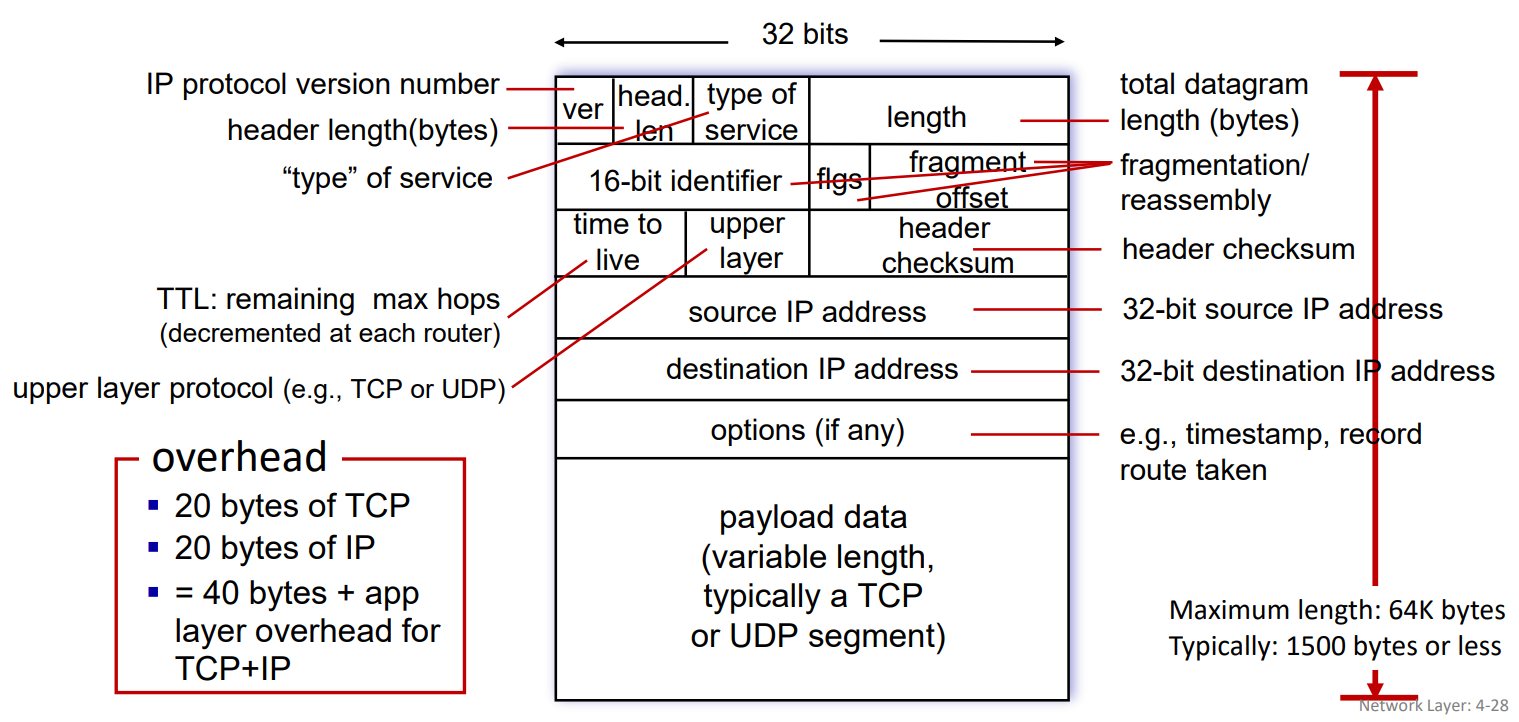 32 bits
IP protocol version number
header length(bytes)
“type” of service
TTL: remaining  max hops
(decremented at each router)
upper layer protocol (e.g., TCP or UDP)
overhead
▪ 20 bytes of TCP
▪ 20 bytes of IP
▪ = 40 bytes + app
layer overhead for
TCP+IP
ver
head.
len
type of
service
length
16-bit identifier
flgs
fragment
offset
time to
live
upper
layer
header
checksum
source IP address
destination IP address
options (if any)
payload data
(variable length,
typically a TCP
or UDP segment)
total datagram
length (bytes)
fragmentation/
reassembly
header checksum
32-bit source IP address
32-bit destination IP address
e.g., timestamp, record
route taken
Maximum length: 64K bytes
Typically: 1500 bytes or less
Network Layer: 4-28